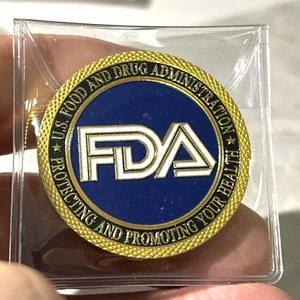 ★ U.S. FOOD AND DRUG ADMINISTRATION ★
FDA
PROTECTING AND PROMOTING YOUR HEALTH